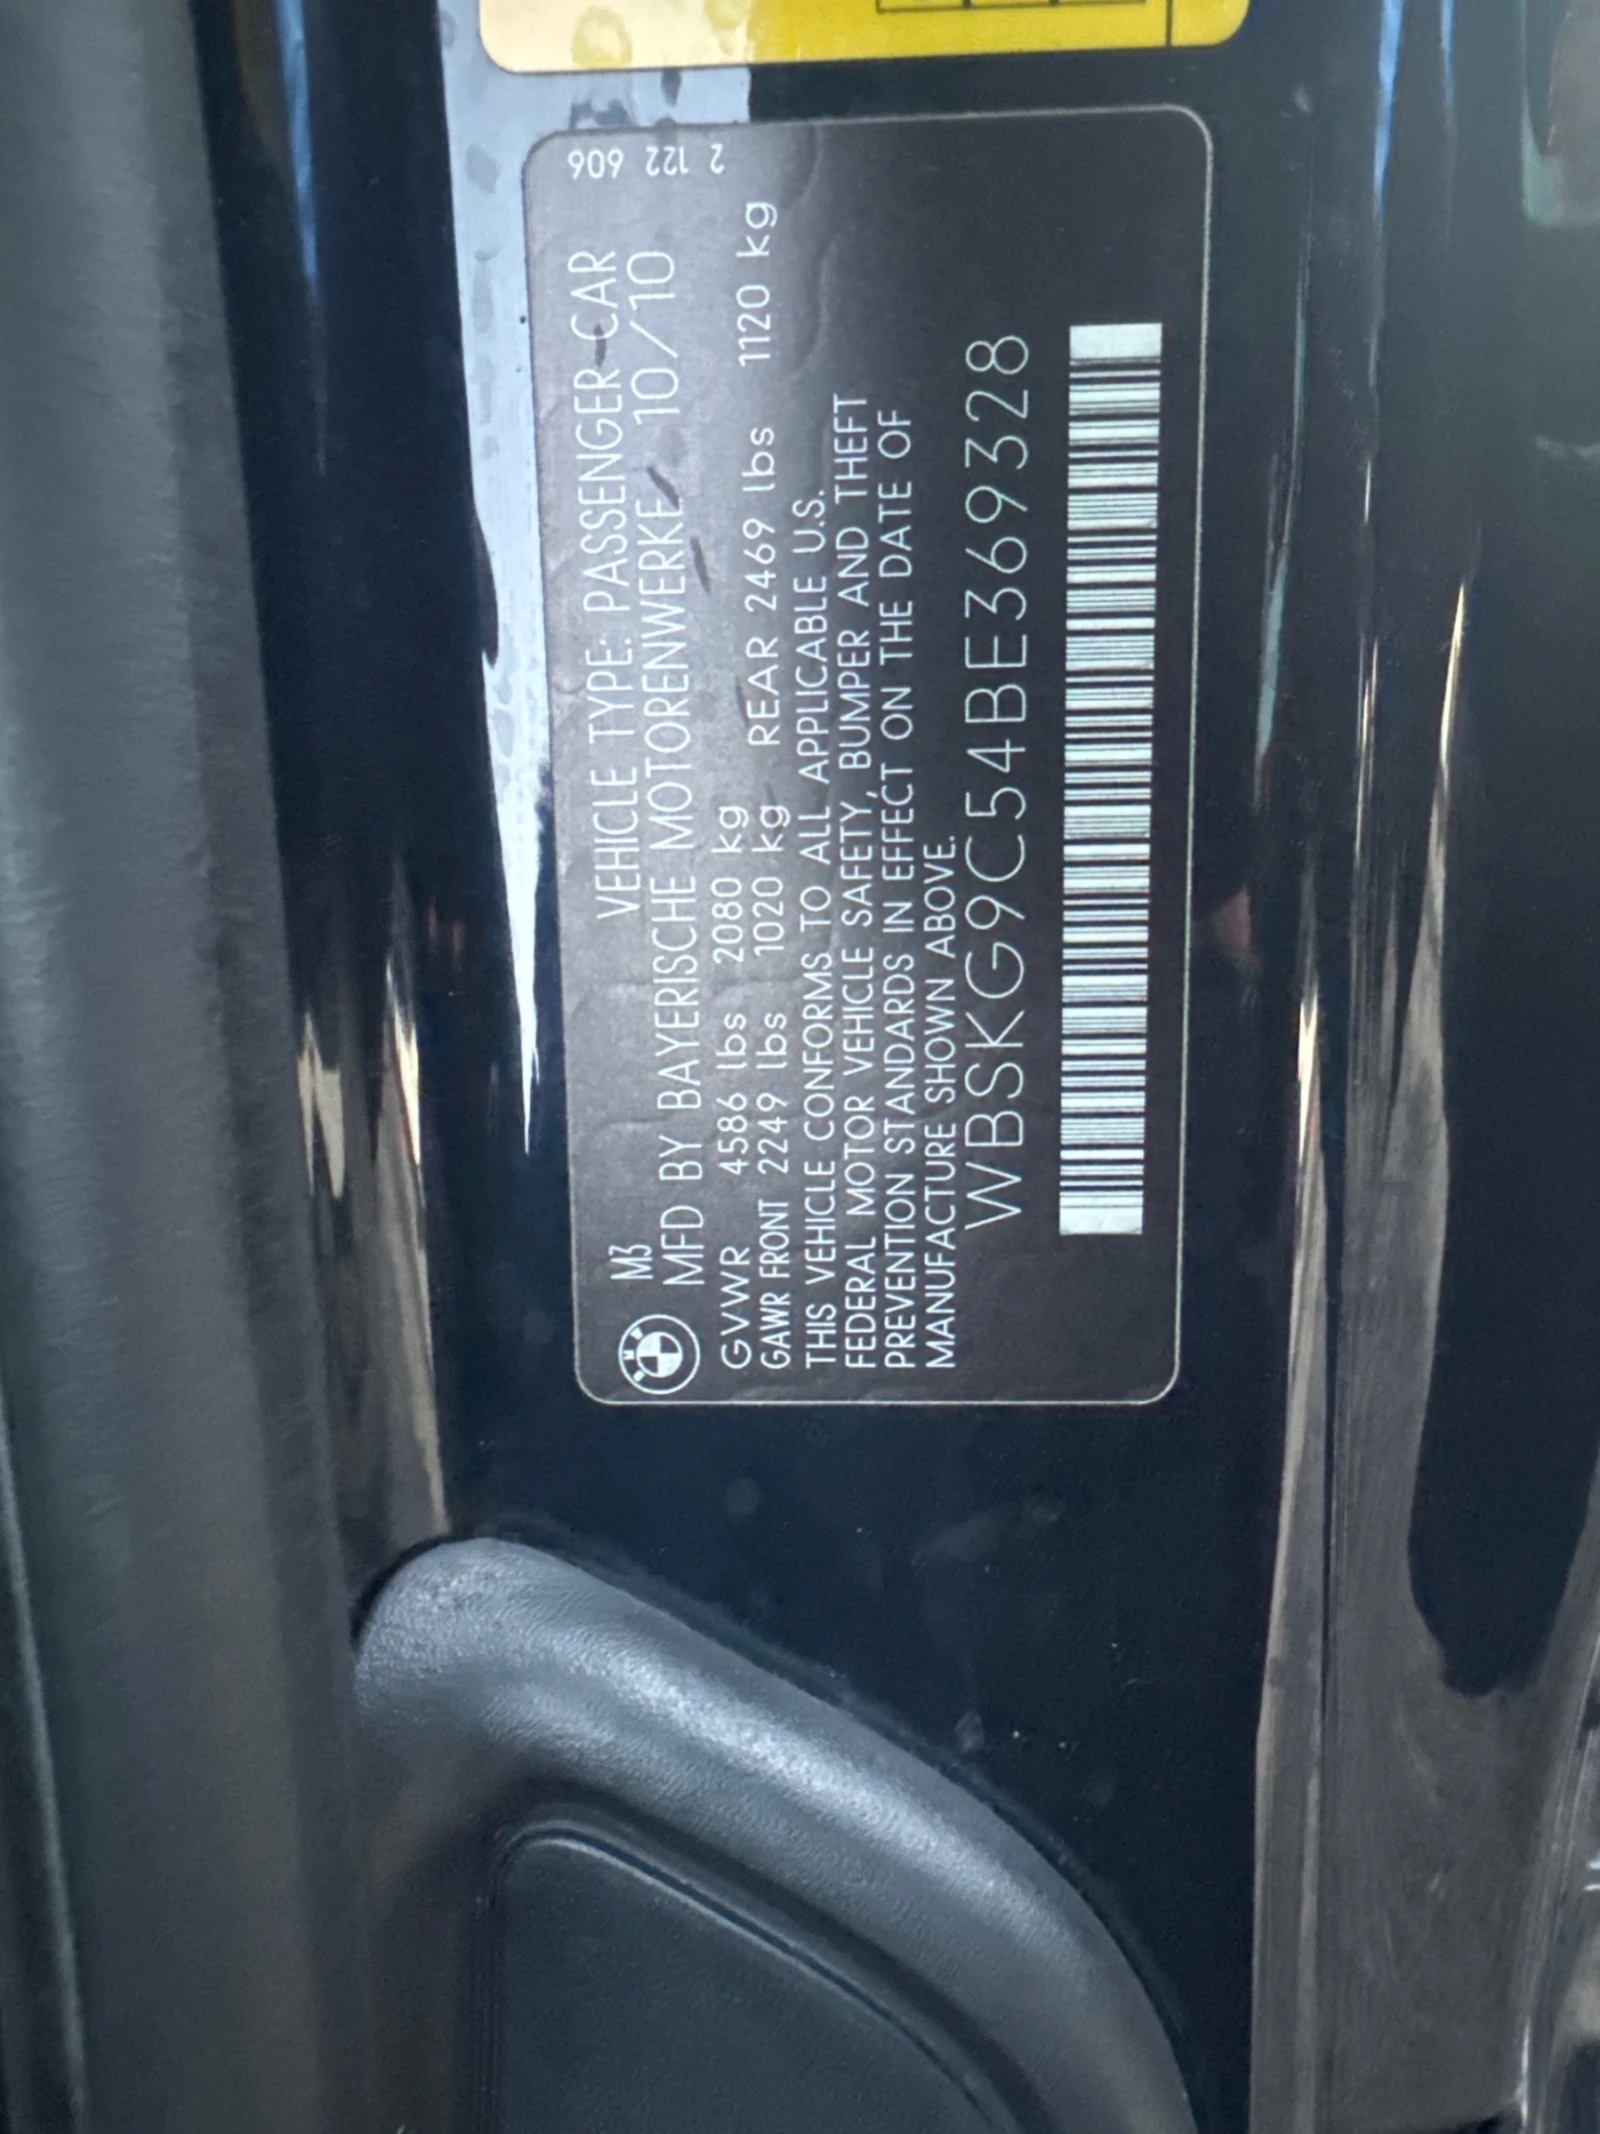 M3 VEHICLE TYPE: PASSENGER-CAR
MFD BY BAYERISCHE MOTORENWERKE 10/10
GVWR 4586 lbs 2080 kg
GAWR FRONT 2249 lbs 1020 kg REAR 2469 lbs 1120 kg
THIS VEHICLE CONFORMS TO ALL APPLICABLE U.S.
FEDERAL MOTOR VEHICLE SAFETY, BUMPER AND THEFT
PREVENTION STANDARDS IN EFFECT ON THE DATE OF
MANUFACTURE SHOWN ABOVE.
WBSKG9C54BE369328
2 122 606